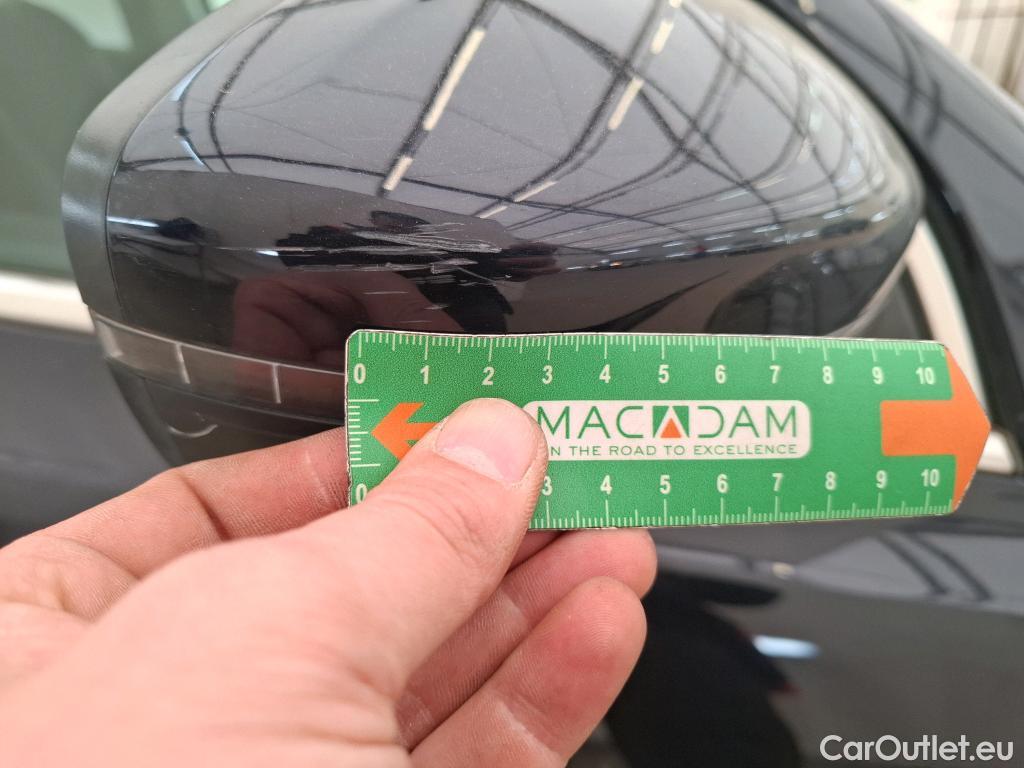 0 1 2 3 4 5 6 7 8 9 10
MACADAM
N THE ROAD TO EXCELLENCE
0 3 4 5 6 7 8 9 10
CarOutlet.eu